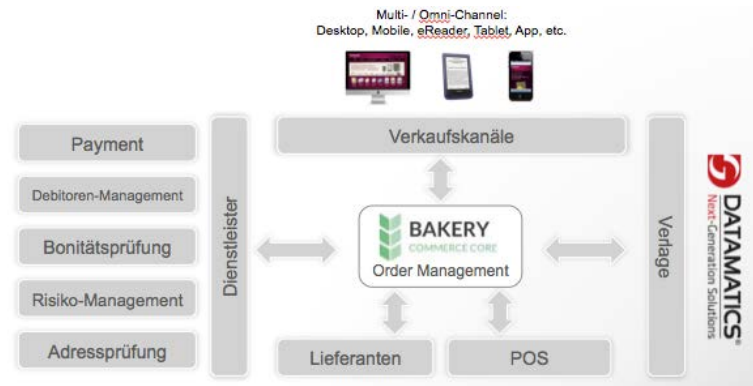 Multi- / Omni-Channel:
Desktop, Mobile, eReader, Tablet, App, etc.
Verkaufskanäle
Payment
Debitoren-Management
Bonitätsprüfung
Risiko-Management
Adressprüfung
Dienstleister
BAKERY
COMMERCE CORE
Order Management
Lieferanten
POS
Verlage
DATAMATICS®
Next-Generation Solutions